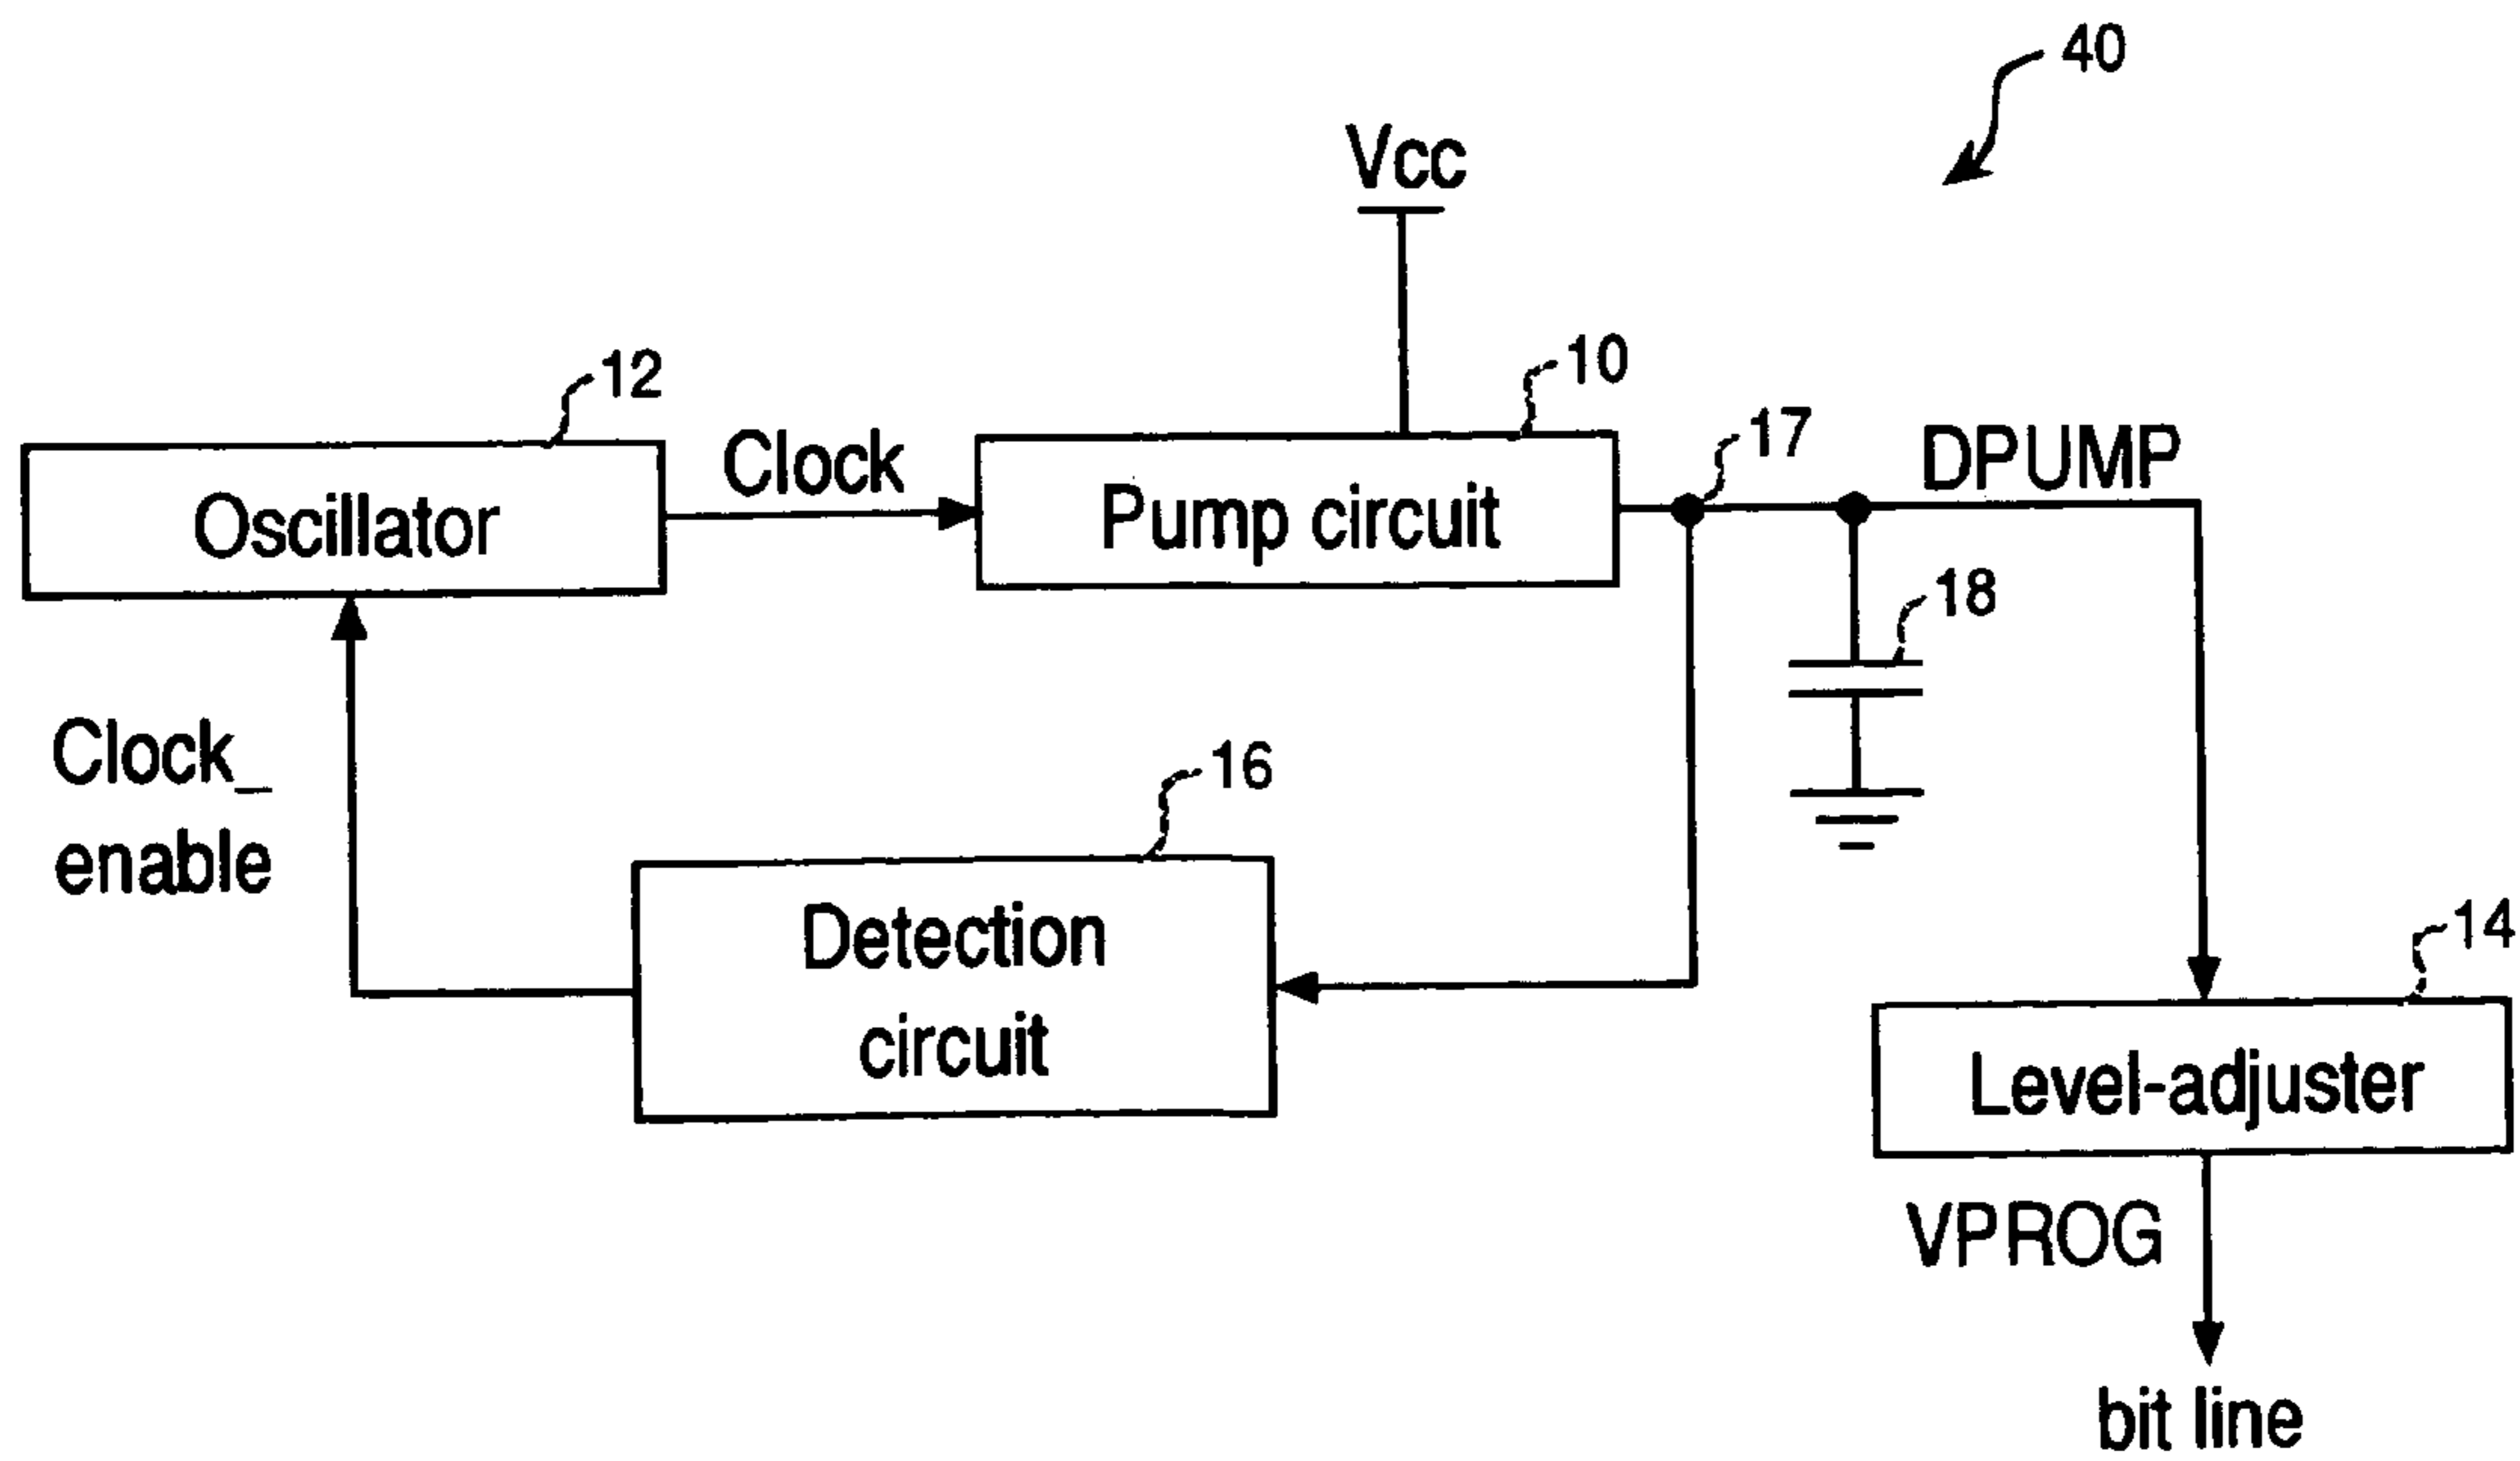 40
Vcc
12
Clock
10
17
DPUMP
Oscillator
Pump circuit
18
Clock_
enable
16
Detection
circuit
14
Level-adjuster
VPROG
bit line